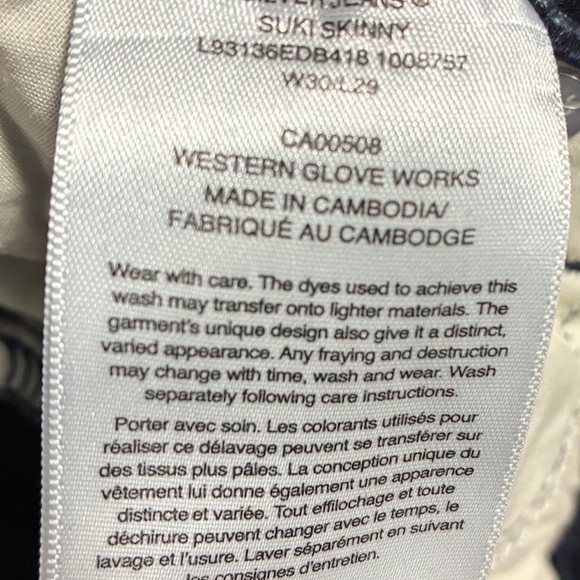 JEANS©
SUKI SKINNY
L93136EDB418 1008757
W30/L29
CA00508
WESTERN GLOVE WORKS
MADE IN CAMBODIA/
FABRIQUÉ AU CAMBODGE
Wear with care. The dyes used to achieve this
wash may transfer onto lighter materials. The
garment's unique design also give it a distinct,
varied appearance. Any fraying and destruction
may change with time, wash and wear. Wash
separately following care instructions.
Porter avec soin. Les colorants utilisés pour
réaliser ce délavage peuvent se transférer sur
des tissus plus pâles. La conception unique du
vêtement lui donne également une apparence
distincte et variée. Tout effilochage et toute
déchirure peuvent changer avec le temps, le
lavage et l'usure. Laver séparément en suivant
les consignes d'entretien.